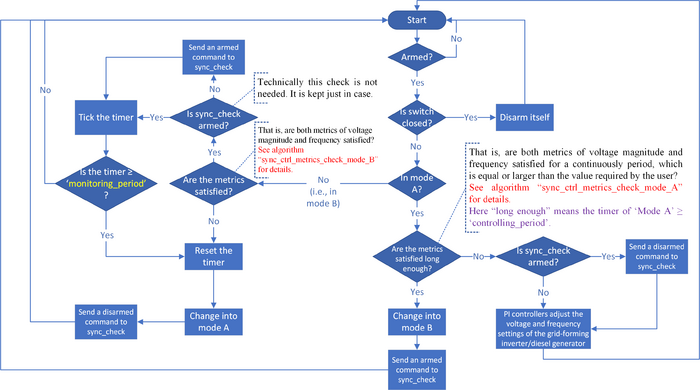 Start
No
Armed?
Yes
Is switch
closed?
Yes
Disarm itself
No
In mode
A?
No
(i.e., in
mode B)
Send an armed
command to
sync_check
No
Technically this check is not
needed. It is kept just in case.
Tick the timer
Yes
Is sync_check
armed?
Yes
That is, are both metrics of voltage
magnitude and frequency satisfied?
See algorithm
"sync_ctrl_metrics_check_mode_B"
for details.
Are the metrics
satisfied?
No
No
Is the timer ≥
'monitoring_period'
?
Yes
Reset the
timer
Change into
mode A
Send a disarmed
command to
sync_check
Yes
That is, are both metrics of voltage magnitude and
frequency satisfied for a continuously period, which
is equal or larger than the value required by the user?
See algorithm "sync_ctrl_metrics_check_mode_A"
for details.
Here "long enough" means the timer of 'Mode A' ≥
'controlling_period'.
Are the metrics
satisfied long
enough?
No
Is sync_check
armed?
Yes
Send a disarmed
command to
sync_check
No
PI controllers adjust the
voltage and frequency
settings of the grid-forming
inverter/diesel generator
Yes
Change into
mode B
Send an armed
command to
sync_check